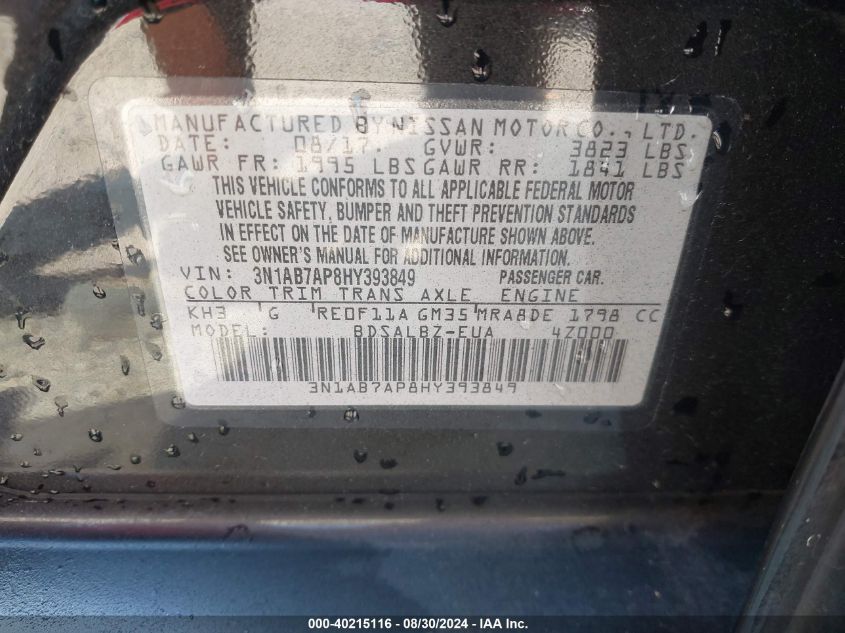 MANUFACTURED BY NISSAN MOTOR CO., LTD.
DATE: 08/17 GVWR: 3823 LBS
GAWR FR: 1995 LBS GAWR RR: 1841 LBS
THIS VEHICLE CONFORMS TO ALL APPLICABLE FEDERAL MOTOR
VEHICLE SAFETY, BUMPER AND THEFT PREVENTION STANDARDS
IN EFFECT ON THE DATE OF MANUFACTURE SHOWN ABOVE.
SEE OWNER'S MANUAL FOR ADDITIONAL INFORMATION.
VIN: 3N1AB7AP8HY393849 PASSENGER CAR.
COLOR TRIM TRANS AXLE ENGINE
KH3 G RE0F11A GM35 MRA8DE 1798 CC
MODEL: BDSALBZ-EUA 4Z000
3N1AB7AP8HY393849
000-40215116 - 08/30/2024 - IAA Inc.